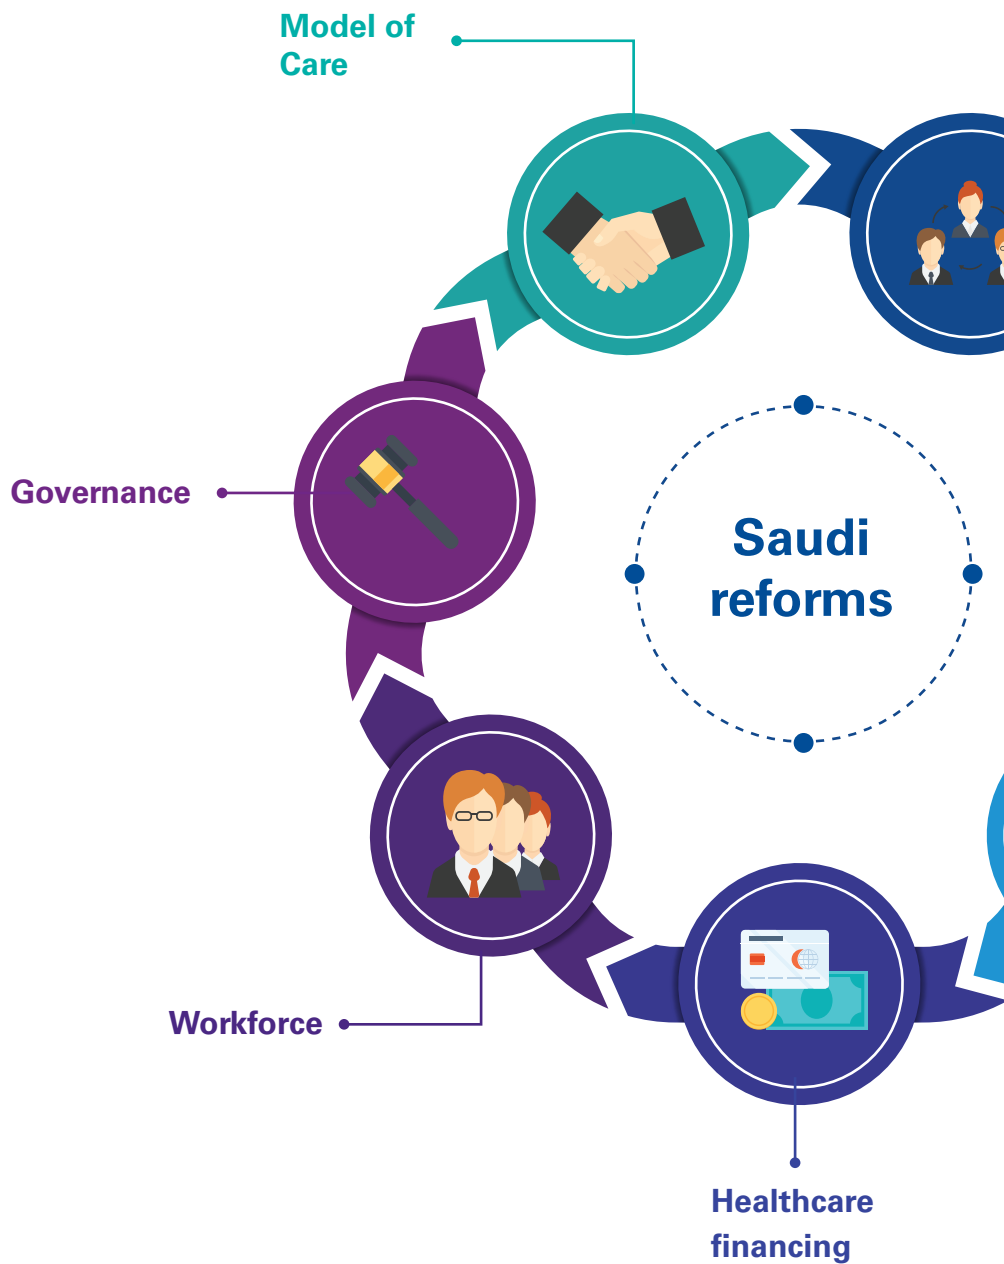 Model of
Care
Governance
Saudi
reforms
Workforce
Healthcare
financing